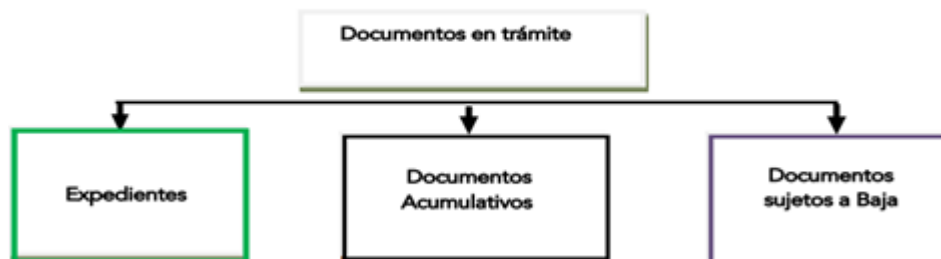 Documentos en trámite
Expedientes
Documentos
Acumulativos
Documentos
sujetos a Baja